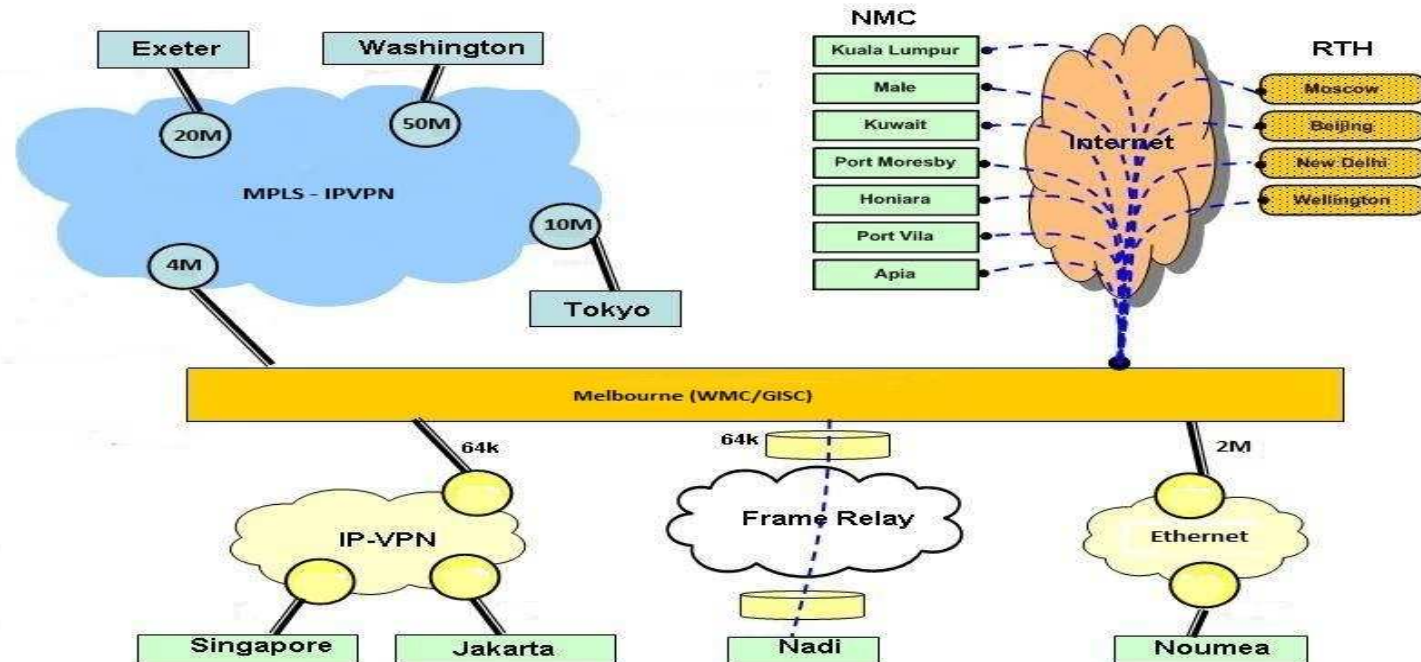 NMC
RTH
Exeter
Washington
Kuala Lumpur
Male
Kuwait
Port Moresby
Honiara
Port Vila
Apia
Internet
Moscow
Beijing
New Delhi
Wellington
20M
50M
MPLS - IPVPN
10M
4M
Tokyo
Melbourne (WMC/GISC)
64k
64k
2M
IP-VPN
Frame Relay
Ethernet
Singapore
Jakarta
Nadi
Noumea